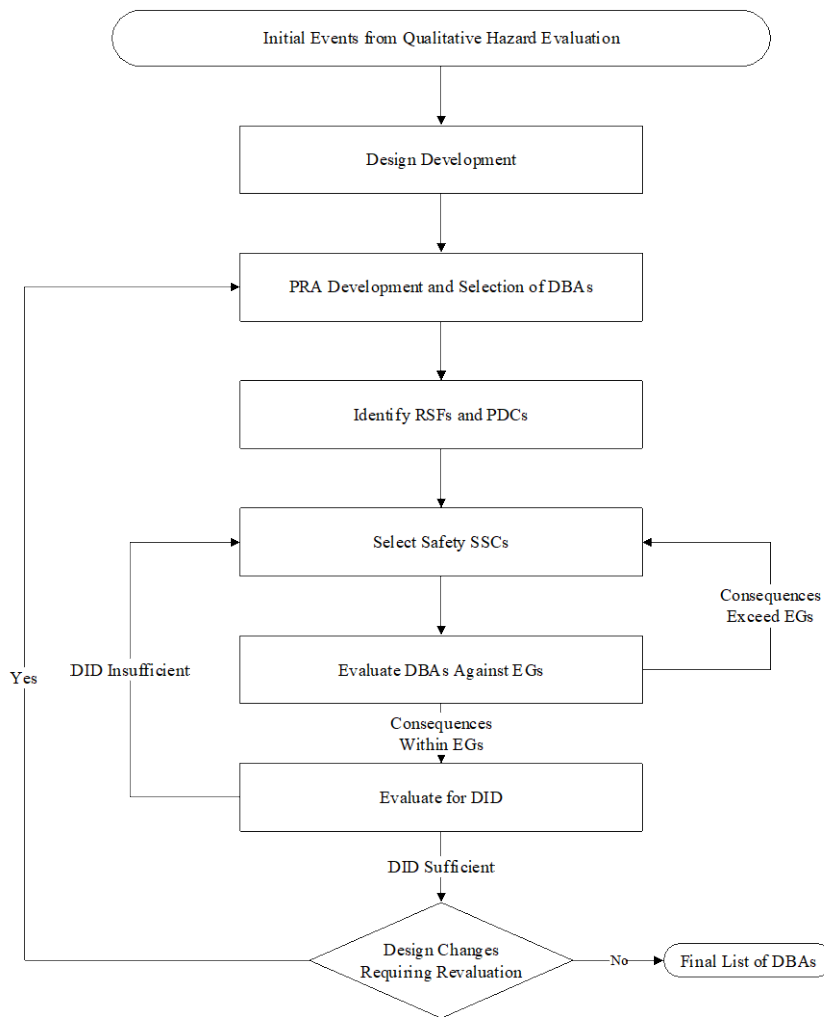 Initial Events from Qualitative Hazard Evaluation
Design Development
PRA Development and Selection of DBAs
Identify RSFs and PDCs
Select Safety SSCs
Consequences
Exceed EGs
Evaluate DBAs Against EGs
DID Insufficient
Yes
Consequences
Within EGs
Evaluate for DID
DID Sufficient
Design Changes
Requiring Revaluation
No
Final List of DBAs